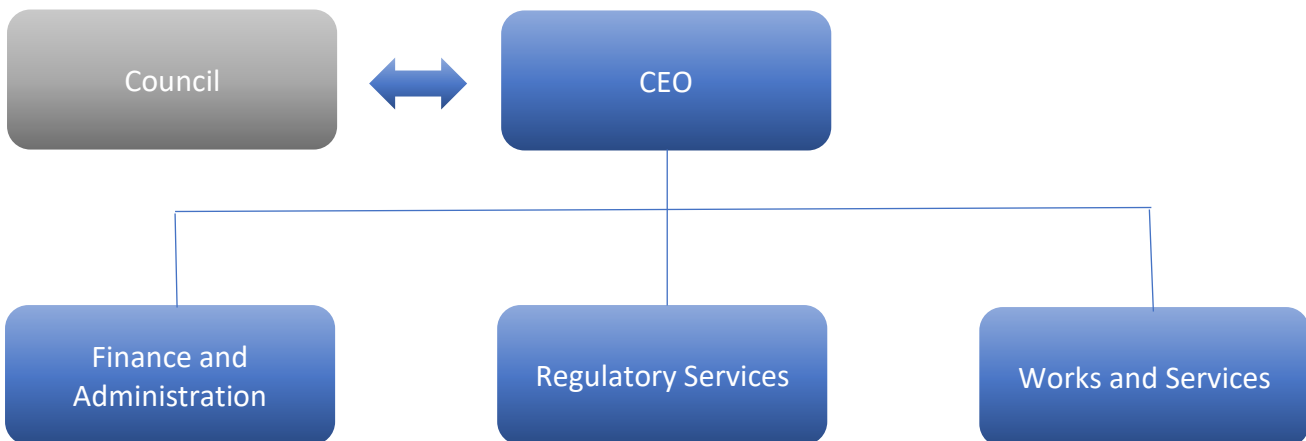 Council
CEO
Finance and
Administration
Regulatory Services
Works and Services